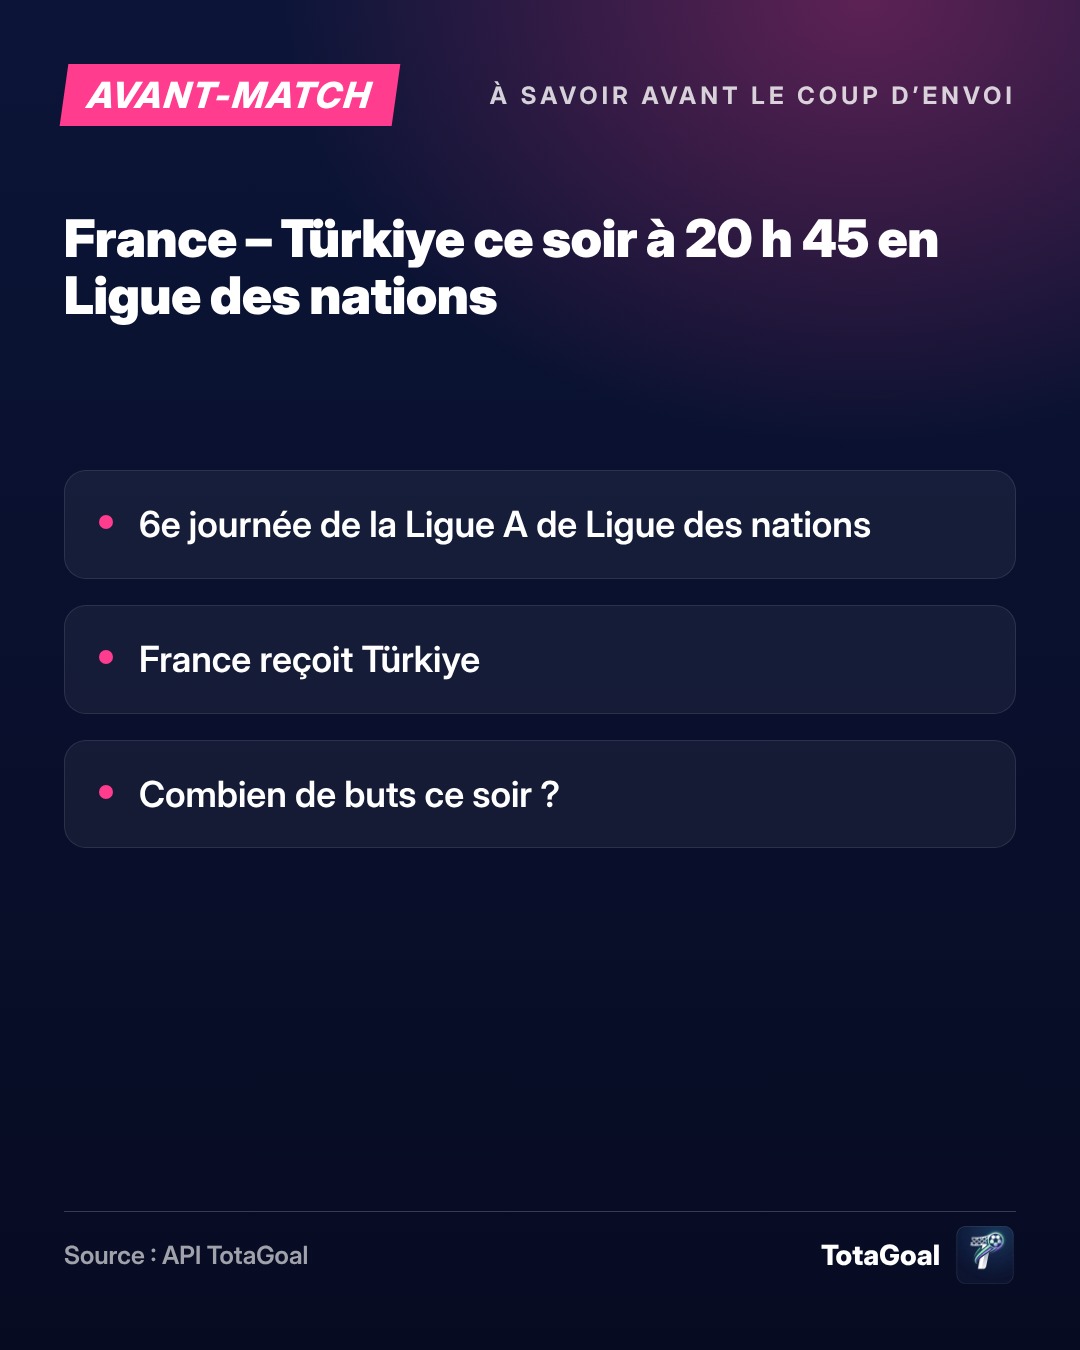 AVANT-MATCH
À SAVOIR AVANT LE COUP D’ENVOI
France – Türkiye ce soir à 20 h 45 en
Ligue des nations
6e journée de la Ligue A de Ligue des nations
France reçoit Türkiye
Combien de buts ce soir ?
Source : API TotaGoal
TotaGoal